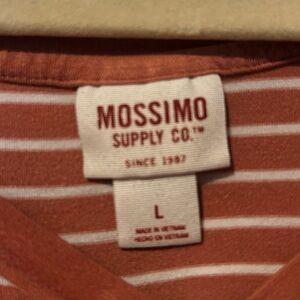 MOSSIMO
SUPPLY CO.™
SINCE 1987
L
MADE IN VIETNAM
HECHO EN VIETNAM